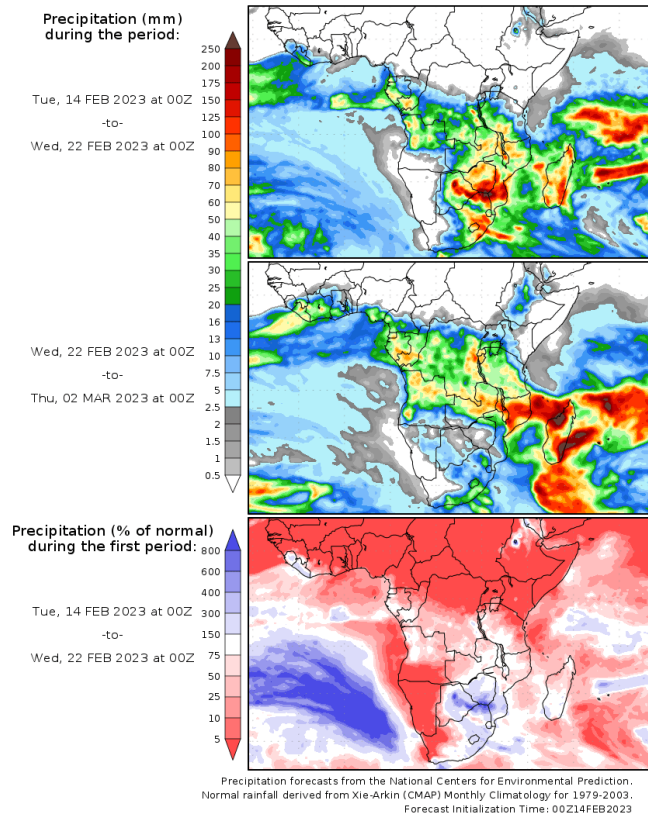 Precipitation (mm)
during the period:
Tue, 14 FEB 2023 at 00Z
-to-
Wed, 22 FEB 2023 at 00Z
Wed, 22 FEB 2023 at 00Z
-to-
Thu, 02 MAR 2023 at 00Z
250
200
175
150
125
100
90
80
70
60
50
40
35
30
25
20
16
13
10
7.5
5
2.5
2
1.5
1
0.5
Precipitation (% of normal)
during the first period:
Tue, 14 FEB 2023 at 00Z
-to-
Wed, 22 FEB 2023 at 00Z
800
600
400
300
150
75
50
25
10
5
Precipitation forecasts from the National Centers for Environmental Prediction.
Normal rainfall derived from Xie-Arkin (CMAP) Monthly Climatology for 1979-2003.
Forecast Initialization Time: 00Z14FEB2023